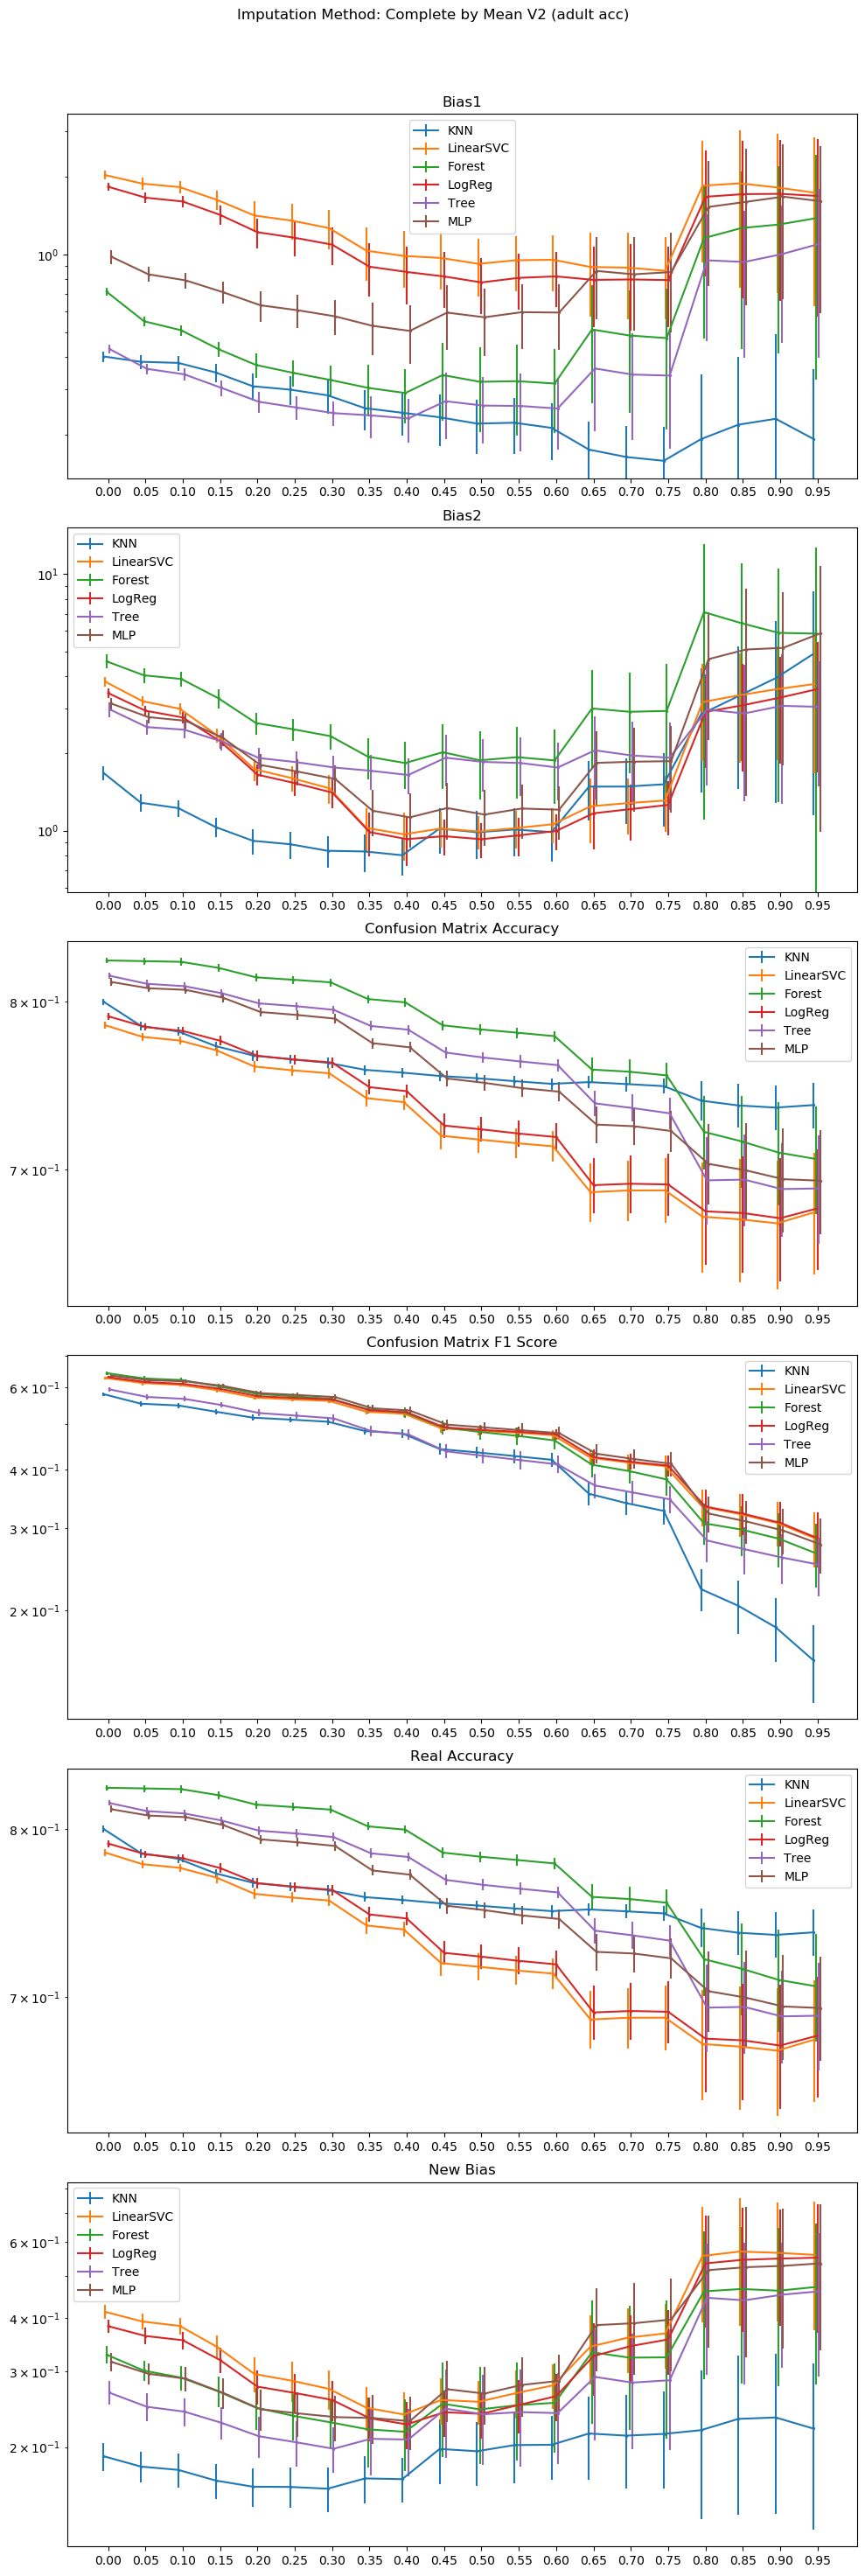 Imputation Method: Complete by Mean V2 (adult acc)
Bias1
KNN
LinearSVC
Forest
LogReg
Tree
MLP
10⁰
0.00 0.05 0.10 0.15 0.20 0.25 0.30 0.35 0.40 0.45 0.50 0.55 0.60 0.65 0.70 0.75 0.80 0.85 0.90 0.95
Bias2
KNN
LinearSVC
Forest
LogReg
Tree
MLP
10¹
10⁰
0.00 0.05 0.10 0.15 0.20 0.25 0.30 0.35 0.40 0.45 0.50 0.55 0.60 0.65 0.70 0.75 0.80 0.85 0.90 0.95
Confusion Matrix Accuracy
KNN
LinearSVC
Forest
LogReg
Tree
MLP
8 × 10⁻¹
7 × 10⁻¹
0.00 0.05 0.10 0.15 0.20 0.25 0.30 0.35 0.40 0.45 0.50 0.55 0.60 0.65 0.70 0.75 0.80 0.85 0.90 0.95
Confusion Matrix F1 Score
KNN
LinearSVC
Forest
LogReg
Tree
MLP
6 × 10⁻¹
4 × 10⁻¹
3 × 10⁻¹
2 × 10⁻¹
0.00 0.05 0.10 0.15 0.20 0.25 0.30 0.35 0.40 0.45 0.50 0.55 0.60 0.65 0.70 0.75 0.80 0.85 0.90 0.95
Real Accuracy
KNN
LinearSVC
Forest
LogReg
Tree
MLP
8 × 10⁻¹
7 × 10⁻¹
0.00 0.05 0.10 0.15 0.20 0.25 0.30 0.35 0.40 0.45 0.50 0.55 0.60 0.65 0.70 0.75 0.80 0.85 0.90 0.95
New Bias
KNN
LinearSVC
Forest
LogReg
Tree
MLP
6 × 10⁻¹
4 × 10⁻¹
3 × 10⁻¹
2 × 10⁻¹
0.00 0.05 0.10 0.15 0.20 0.25 0.30 0.35 0.40 0.45 0.50 0.55 0.60 0.65 0.70 0.75 0.80 0.85 0.90 0.95